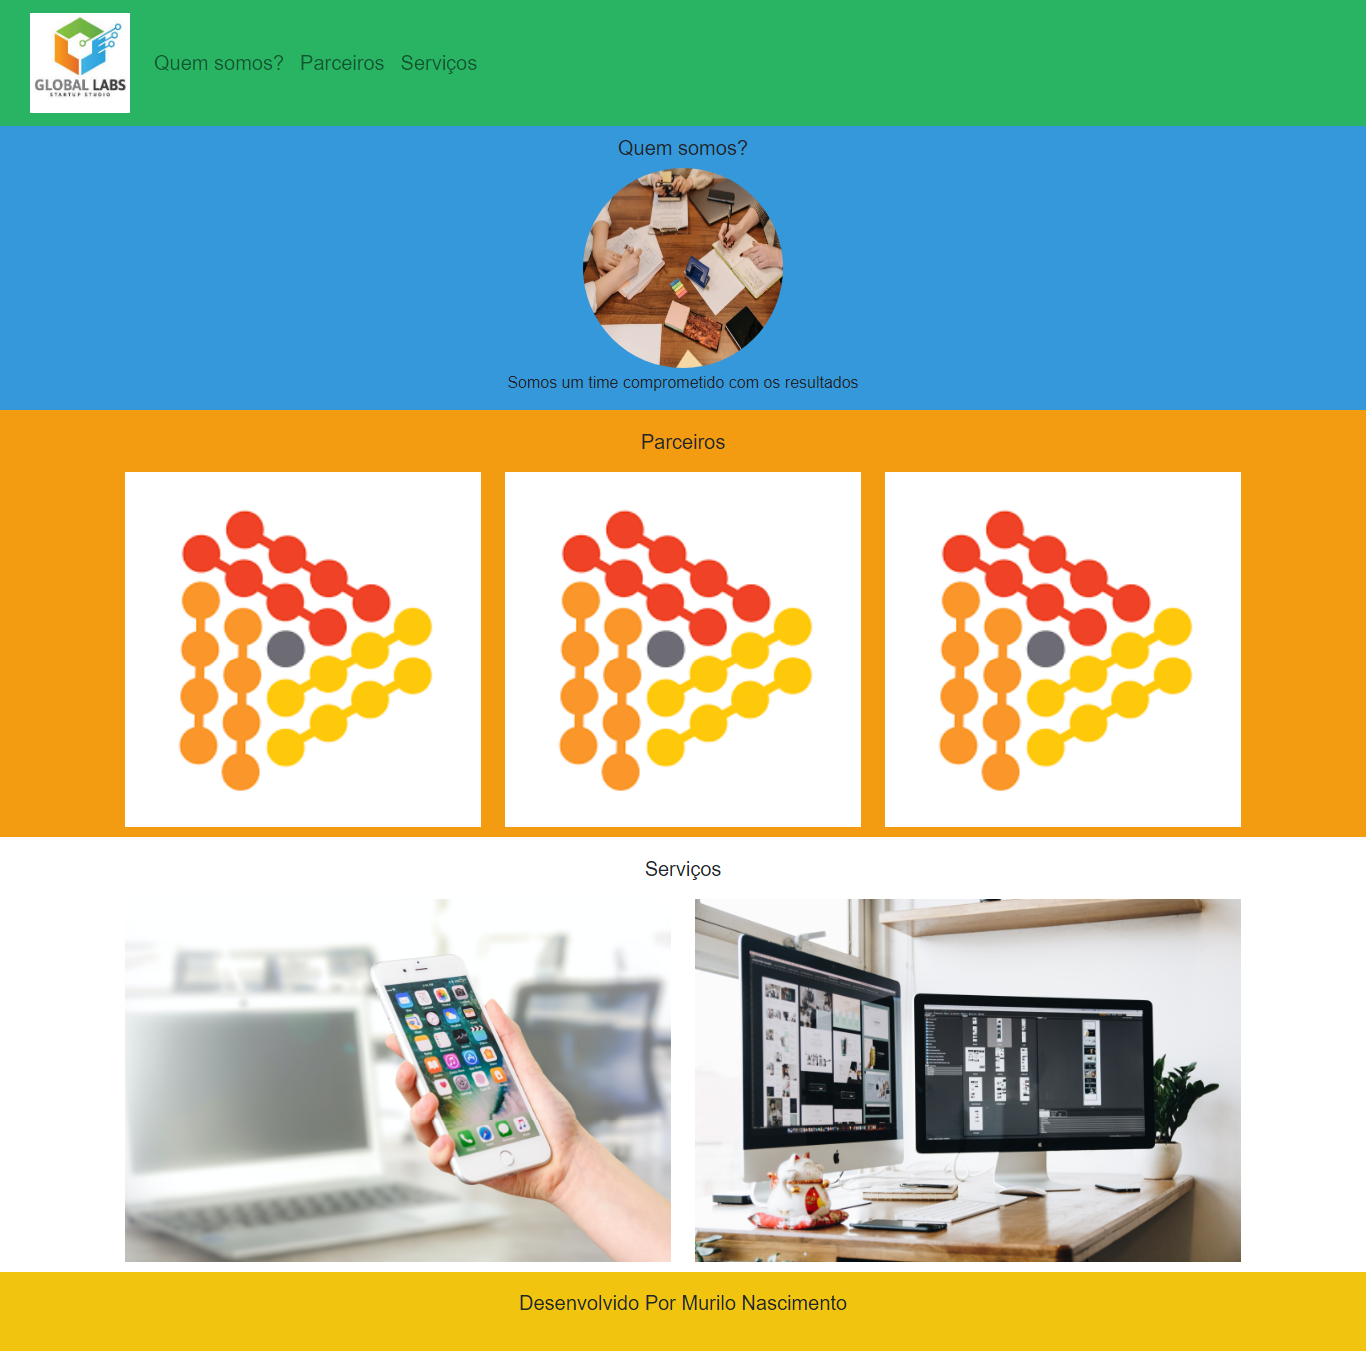 GLOBAL LABS
STARTUP STUDIO
Quem somos? Parceiros Serviços
Quem somos?
Somos um time comprometido com os resultados
Parceiros
Serviços
Desenvolvido Por Murilo Nascimento